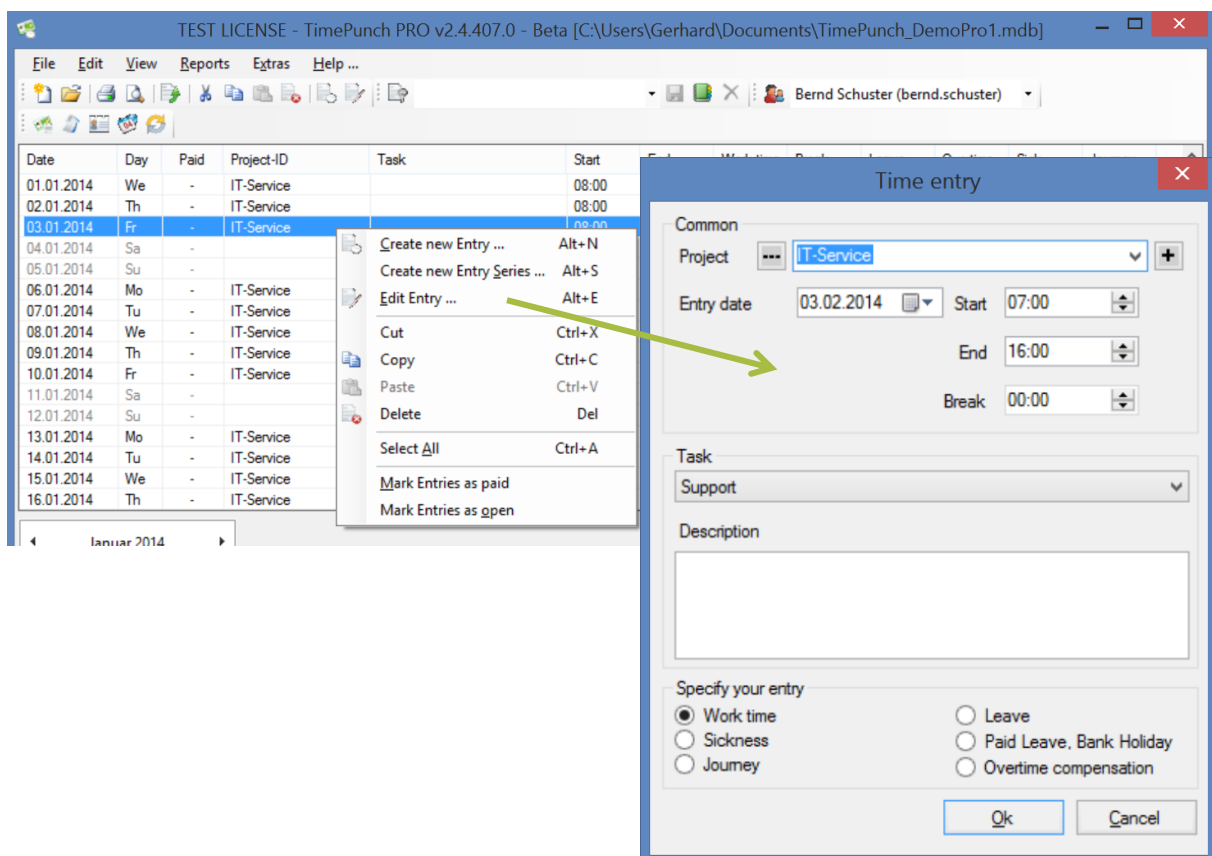 TEST LICENSE - TimePunch PRO v2.4.407.0 - Beta [C:\Users\Gerhard\Documents\TimePunch_DemoPro1.mdb]
File Edit View Reports Extras Help ...
Bernd Schuster (bernd.schuster)
Date Day Paid Project-ID Task Start
01.01.2014 We - IT-Service 08:00
02.01.2014 Th - IT-Service 08:00
03.01.2014 Fr - IT-Service 08:00
04.01.2014 Sa -
05.01.2014 Su -
06.01.2014 Mo - IT-Service
07.01.2014 Tu - IT-Service
08.01.2014 We - IT-Service
09.01.2014 Th - IT-Service
10.01.2014 Fr - IT-Service
11.01.2014 Sa -
12.01.2014 Su -
13.01.2014 Mo - IT-Service
14.01.2014 Tu - IT-Service
15.01.2014 We - IT-Service
16.01.2014 Th - IT-Service
Januar 2014
Create new Entry ... Alt+N
Create new Entry Series ... Alt+S
Edit Entry ... Alt+E
Cut Ctrl+X
Copy Ctrl+C
Paste Ctrl+V
Delete Del
Select All Ctrl+A
Mark Entries as paid
Mark Entries as open
Time entry
Common
Project --- IT-Service +
Entry date 03.02.2014 Start 07:00
End 16:00
Break 00:00
Task
Support
Description
Specify your entry
Work time Leave
Sickness Paid Leave, Bank Holiday
Journey Overtime compensation
Ok Cancel